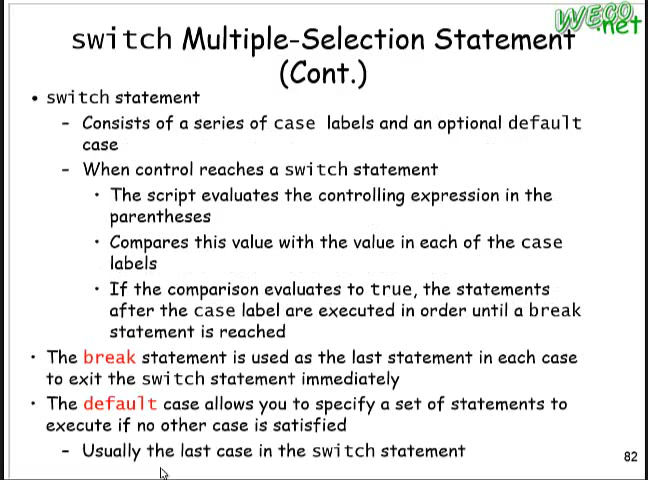 WECO.net
switch Multiple-Selection Statement
(Cont.)
• switch statement
– Consists of a series of case labels and an optional default
case
– When control reaches a switch statement
• The script evaluates the controlling expression in the
parentheses
• Compares this value with the value in each of the case
labels
• If the comparison evaluates to true, the statements
after the case label are executed in order until a break
statement is reached
• The break statement is used as the last statement in each case
to exit the switch statement immediately
• The default case allows you to specify a set of statements to
execute if no other case is satisfied
– Usually the last case in the switch statement
82